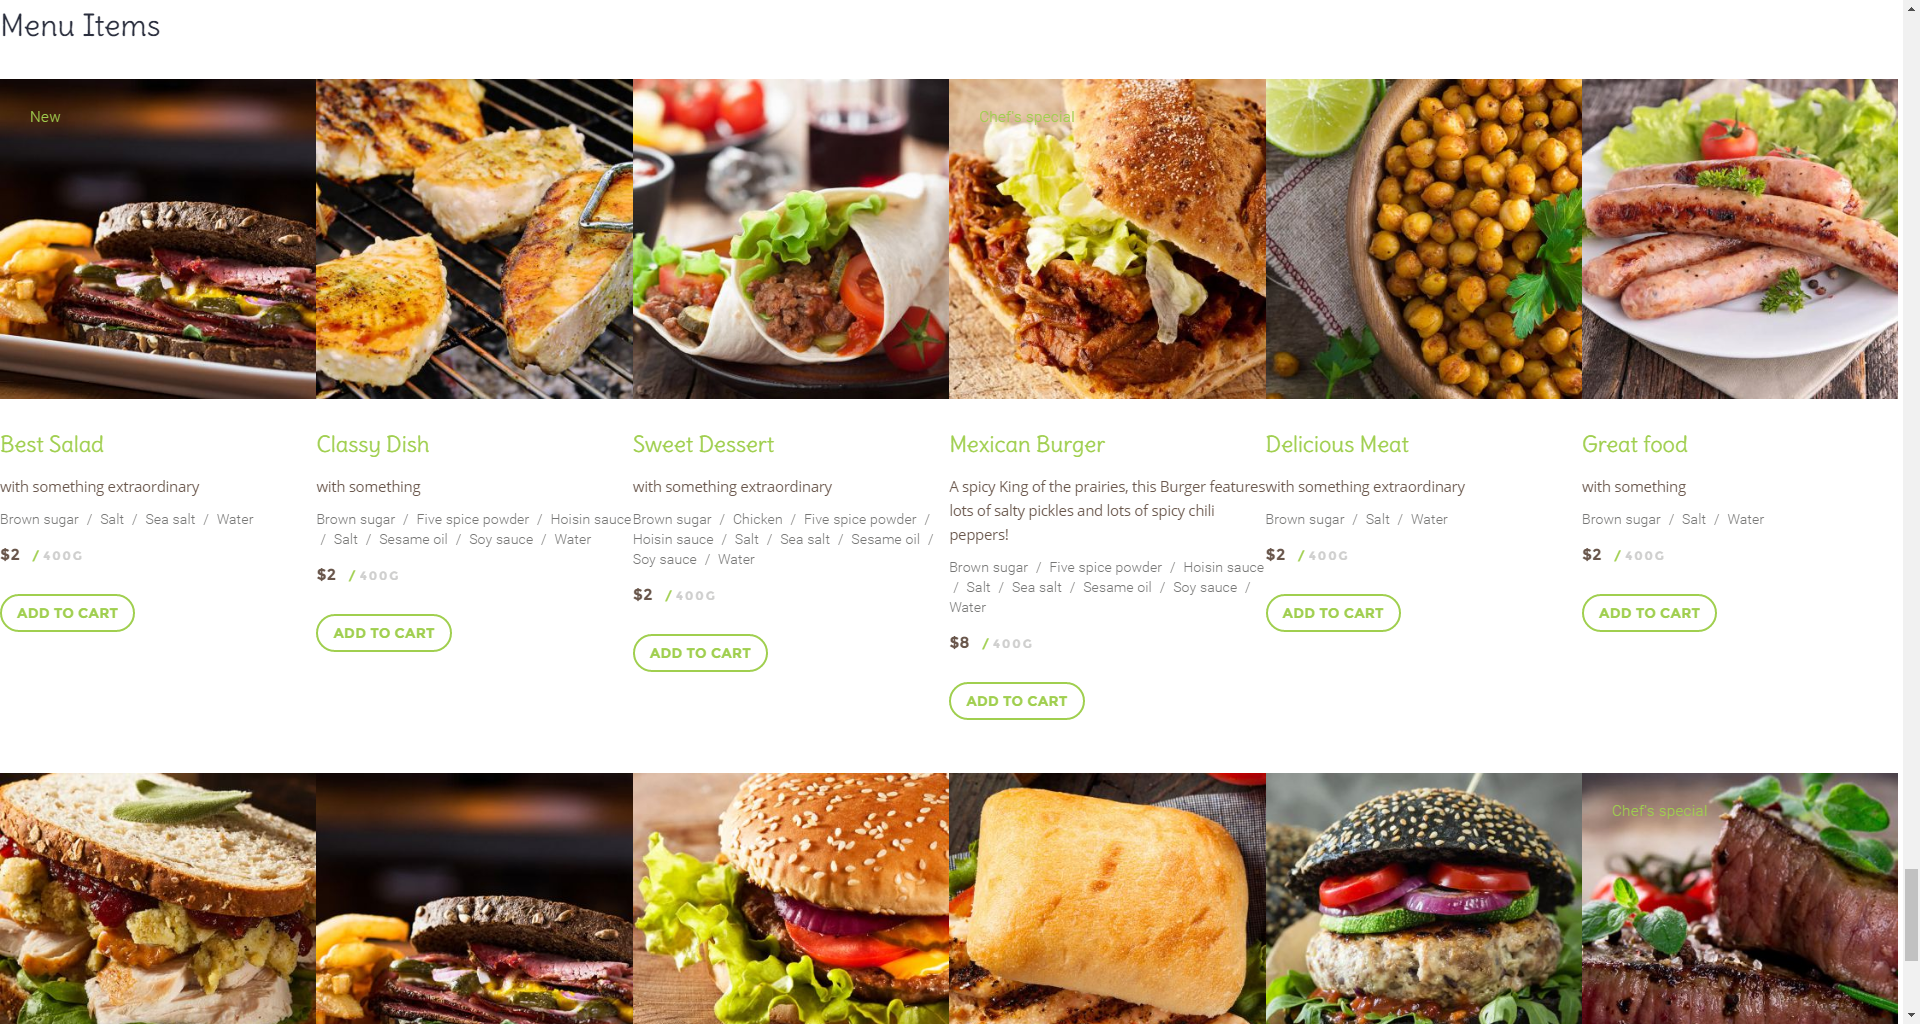 Menu Items
New
Chef's special
Best Salad
with something extraordinary
Brown sugar / Salt / Sea salt / Water
$2 / 400G
ADD TO CART
Classy Dish
with something
Brown sugar / Five spice powder / Hoisin sauce
/ Salt / Sesame oil / Soy sauce / Water
$2 / 400G
ADD TO CART
Sweet Dessert
with something extraordinary
Brown sugar / Chicken / Five spice powder /
Hoisin sauce / Salt / Sea salt / Sesame oil /
Soy sauce / Water
$2 / 400G
ADD TO CART
Mexican Burger
A spicy King of the prairies, this Burger features
lots of salty pickles and lots of spicy chili
peppers!
Brown sugar / Five spice powder / Hoisin sauce
/ Salt / Sea salt / Sesame oil / Soy sauce /
Water
$8 / 400G
ADD TO CART
Delicious Meat
with something extraordinary
Brown sugar / Salt / Water
$2 / 400G
ADD TO CART
Great food
with something
Brown sugar / Salt / Water
$2 / 400G
ADD TO CART
Chef's special